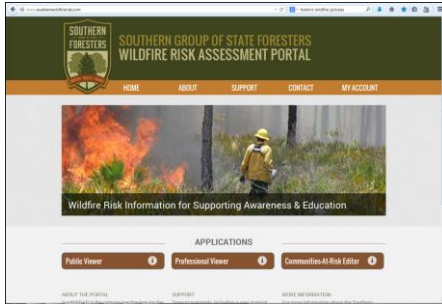 SOUTHERN
FORESTERS
SOUTHERN GROUP OF STATE FORESTERS
WILDFIRE RISK ASSESSMENT
PORTAL
HOME ABOUT SUPPORT CONTACT MY ACCOUNT
Wildfire Risk Information for Supporting Awareness & Education
APPLICATIONS
Public Viewer
Professional Viewer
Communities-At-Risk Editor
ABOUT THE PORTAL
SUPPORT
MORE INFORMATION